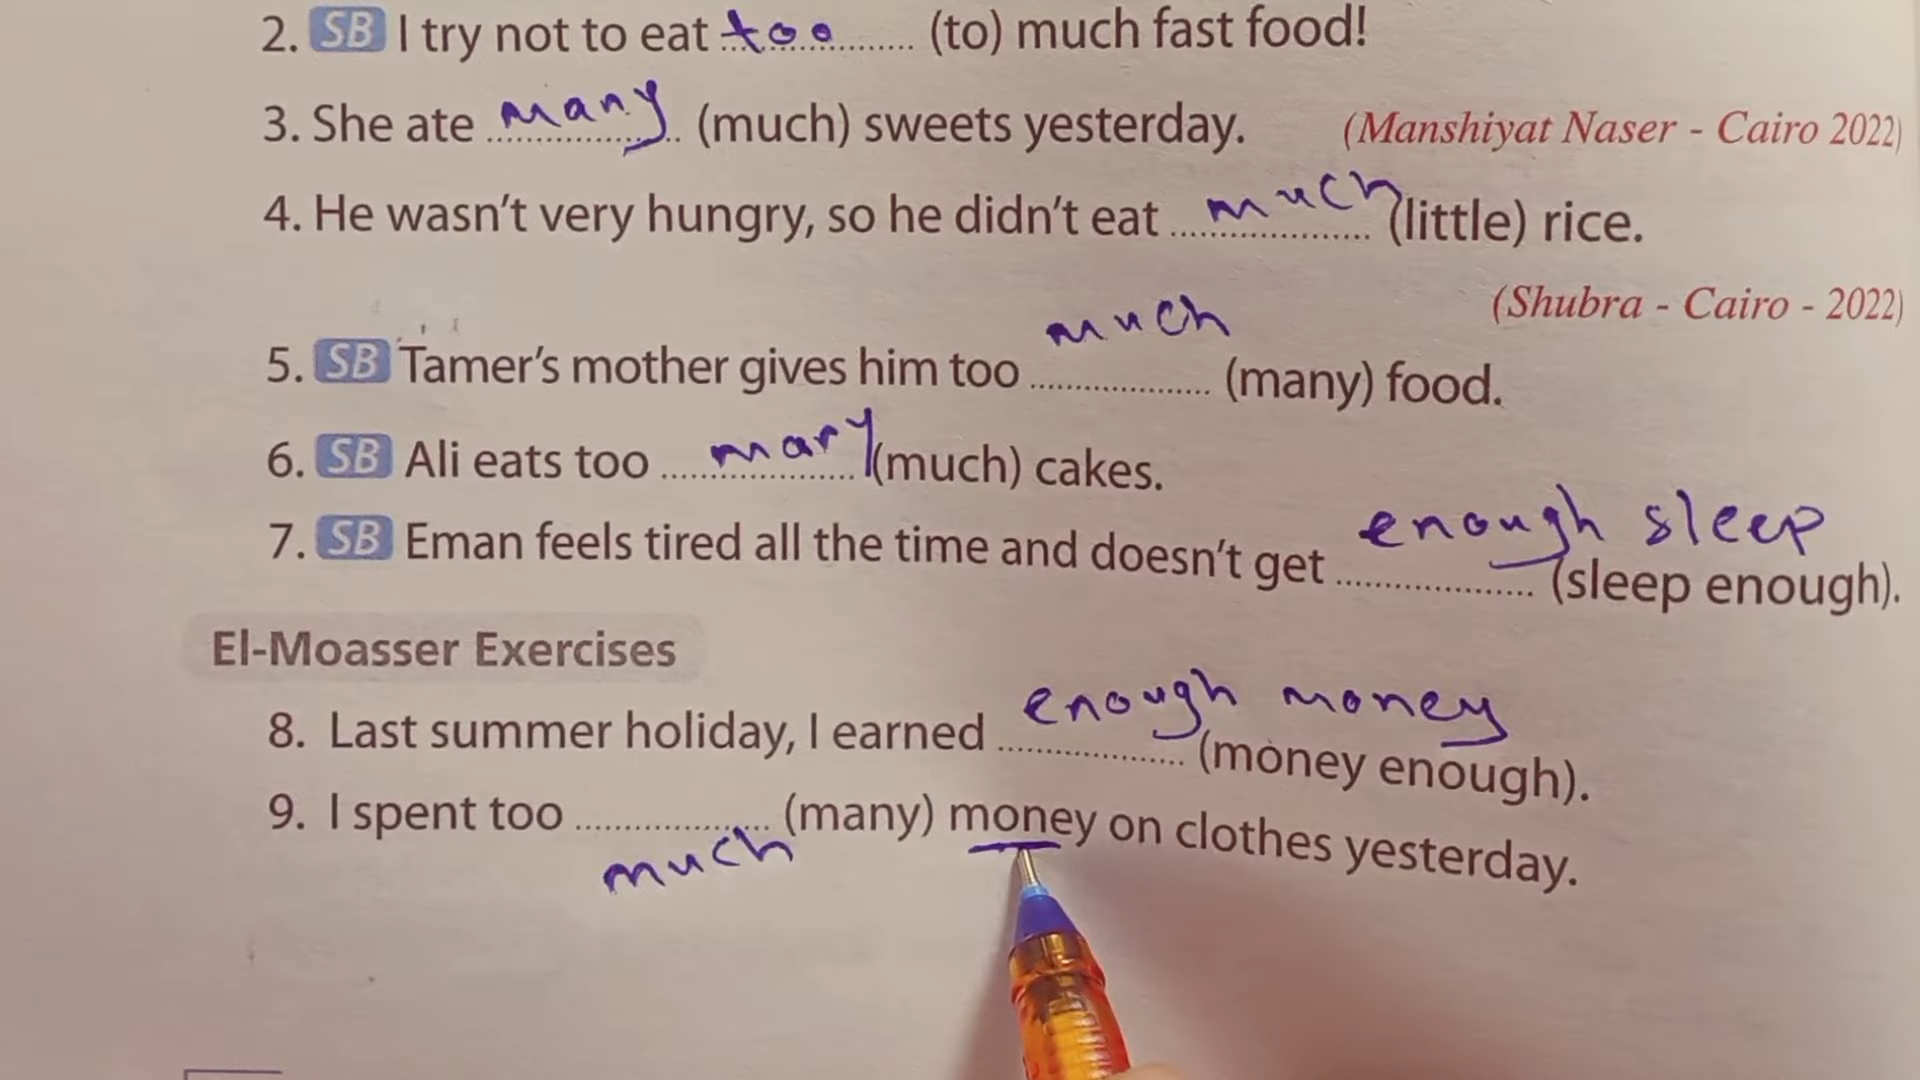 2. SB I try not to eat too (to) much fast food!
3. She ate many (much) sweets yesterday. (Manshiyat Naser - Cairo 2022)
4. He wasn't very hungry, so he didn't eat much (little) rice.
(Shubra - Cairo - 2022)
5. SB Tamer's mother gives him too much (many) food.
6. SB Ali eats too many (much) cakes.
7. SB Eman feels tired all the time and doesn't get enough sleep (sleep enough).
El-Moasser Exercises
8. Last summer holiday, I earned enough money (money enough).
9. I spent too much (many) money on clothes yesterday.